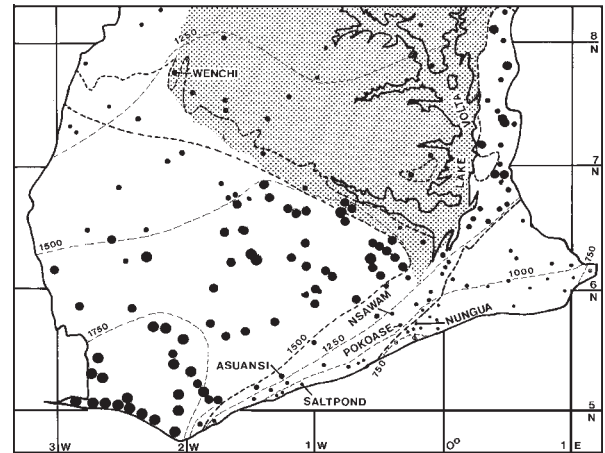 8
N
1250
WENCHI
LAKE VOLTA
7
N
1500
750
1000
6
N
NSAWAM
1750
1500
1250
POKOASE
NUNGUA
750
ASUANSI
SALTPOND
5
N
3 W
2 W
1 W
0°
1 E